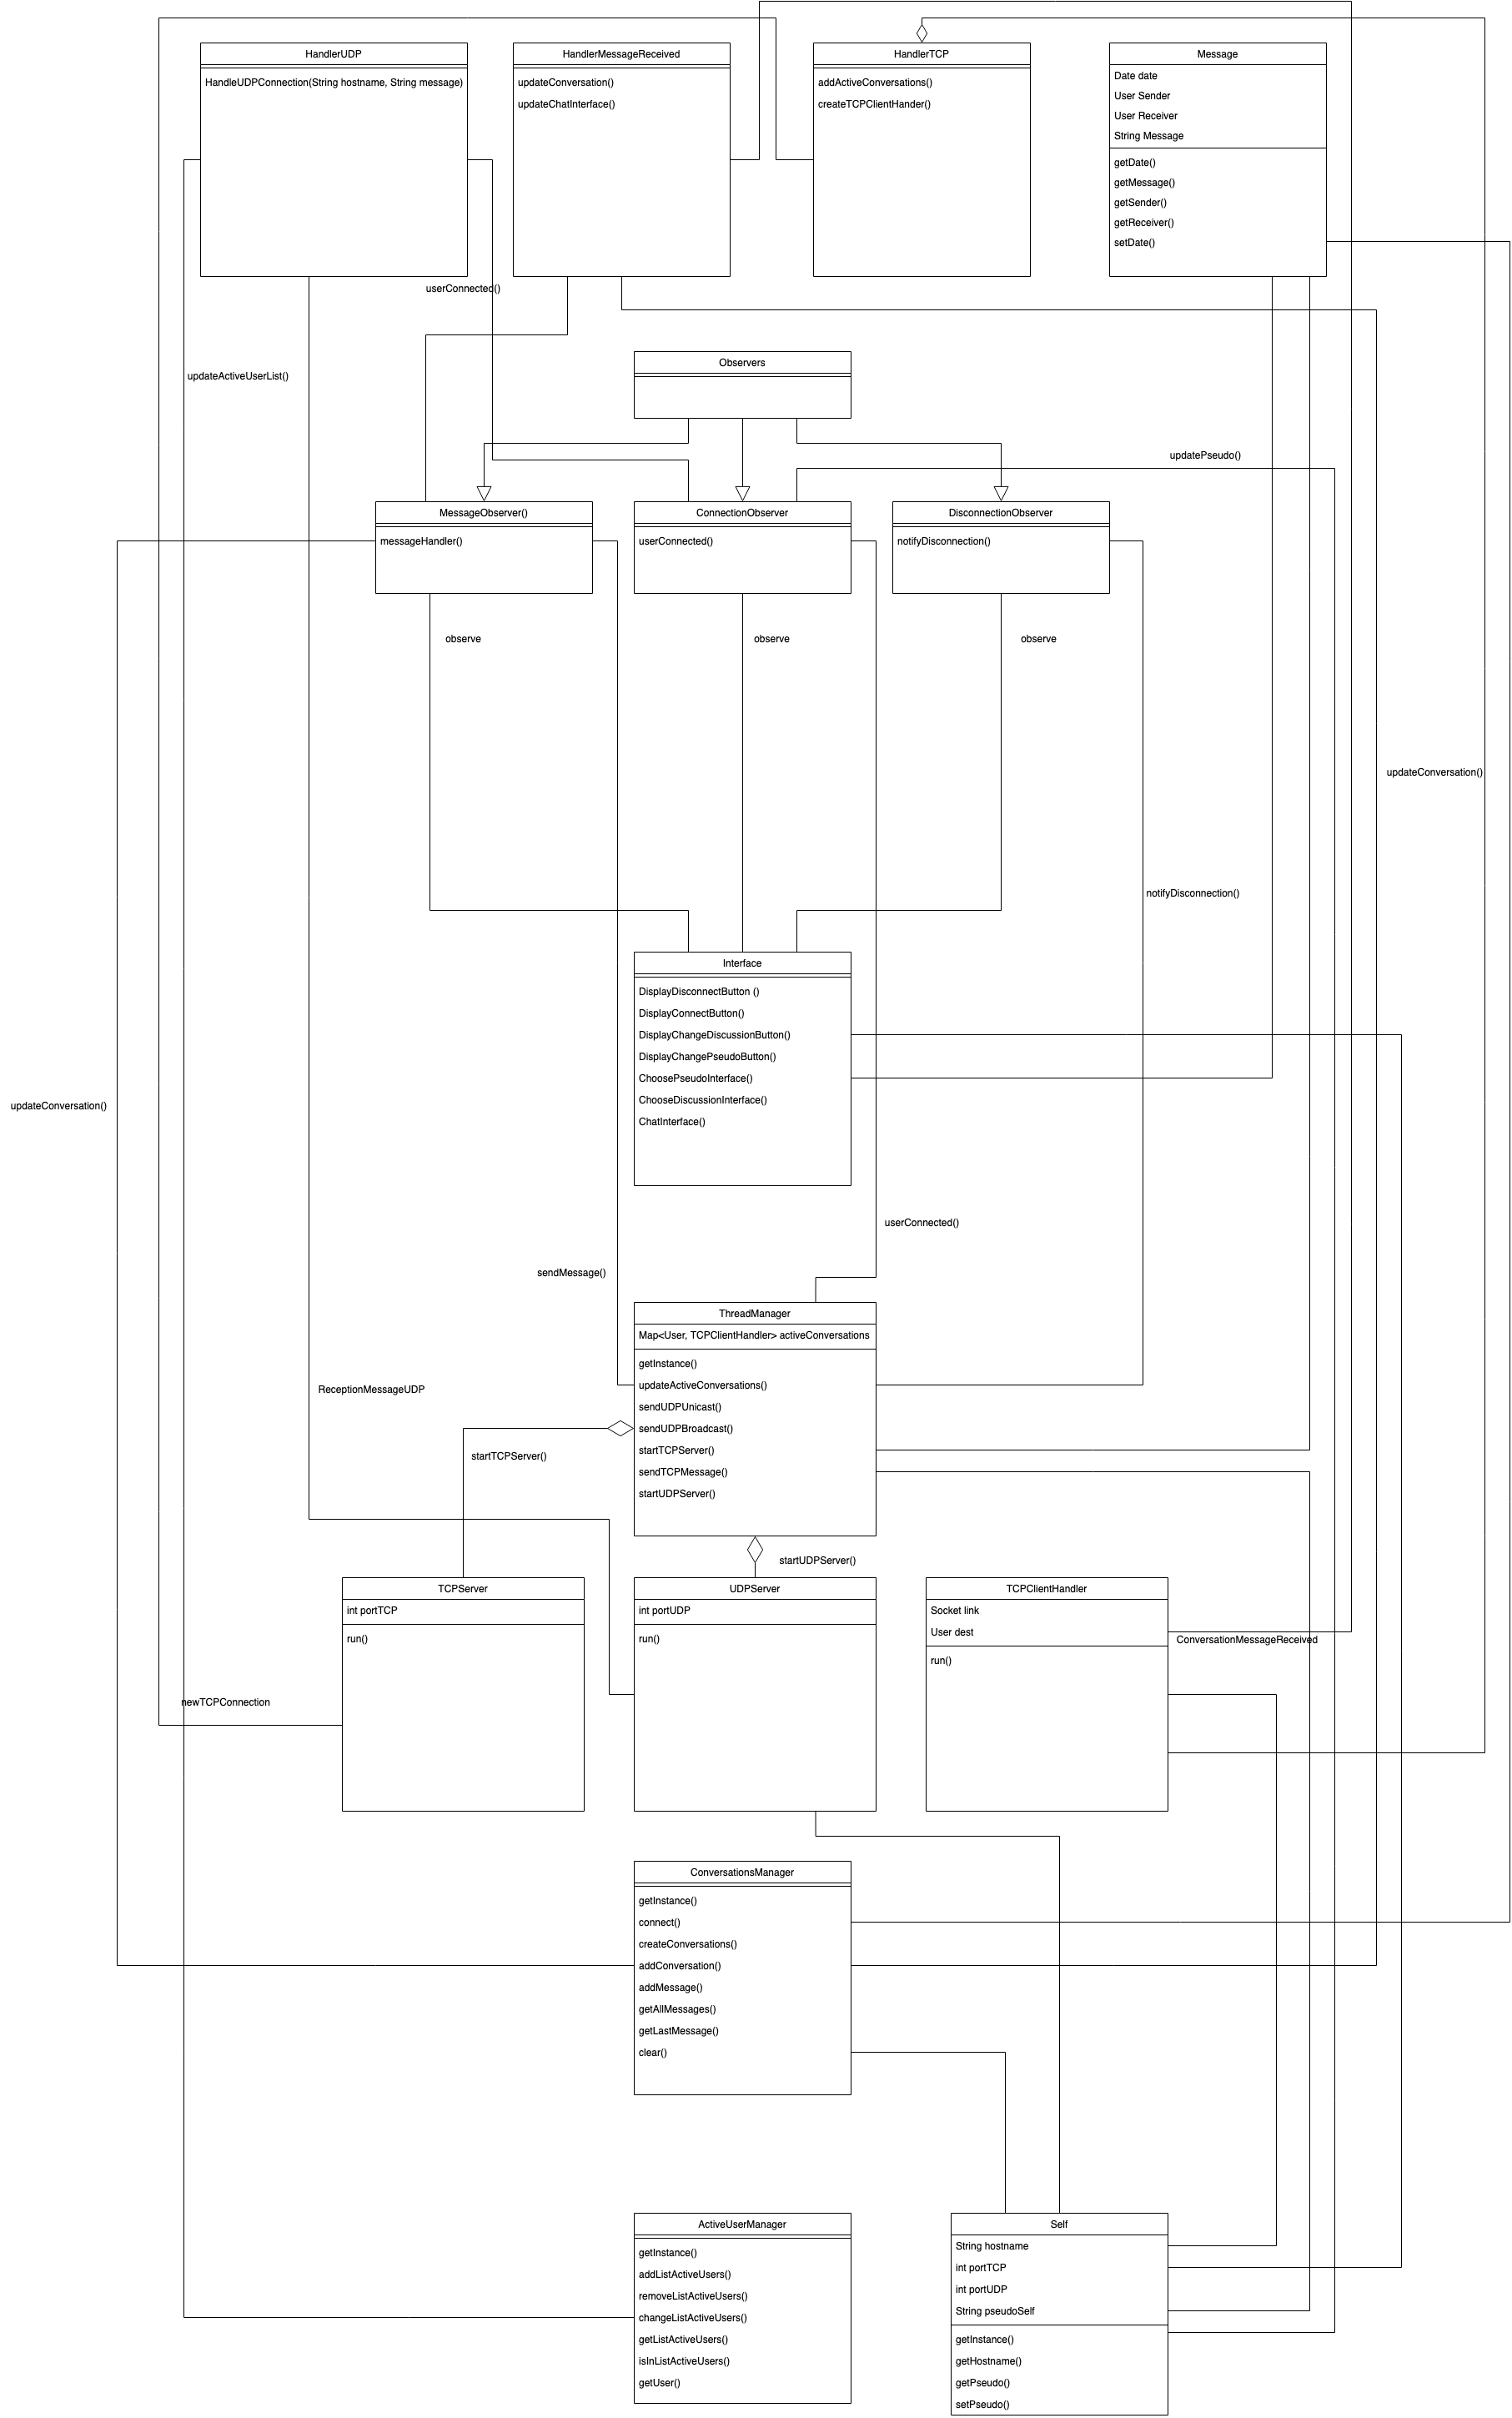 HandlerUDP
HandleUDPConnection(String hostname, String message)
HandlerMessageReceived
updateConversation()
updateChatInterface()
HandlerTCP
addActiveConversations()
createTCPClientHander()
Message
Date date
User Sender
User Receiver
String Message
getDate()
getMessage()
getSender()
getReceiver()
setDate()
userConnected()
updateActiveUserList()
Observers
updatePseudo()
MessageObserver()
messageHandler()
ConnectionObserver
userConnected()
DisconnectionObserver
notifyDisconnection()
observe
observe
observe
updateConversation()
notifyDisconnection()
Interface
DisplayDisconnectButton ()
DisplayConnectButton()
DisplayChangeDiscussionButton()
DisplayChangePseudoButton()
ChoosePseudoInterface()
ChooseDiscussionInterface()
ChatInterface()
updateConversation()
userConnected()
sendMessage()
ThreadManager
Map<User, TCPClientHandler> activeConversations
getInstance()
updateActiveConversations()
sendUDPUnicast()
sendUDPBroadcast()
startTCPServer()
sendTCPMessage()
startUDPServer()
ReceptionMessageUDP
startTCPServer()
startUDPServer()
TCPServer
int portTCP
run()
UDPServer
int portUDP
run()
TCPClientHandler
Socket link
User dest
run()
ConversationMessageReceived
newTCPConnection
ConversationsManager
getInstance()
connect()
createConversations()
addConversation()
addMessage()
getAllMessages()
getLastMessage()
clear()
ActiveUserManager
getInstance()
addListActiveUsers()
removeListActiveUsers()
changeListActiveUsers()
getListActiveUsers()
isInListActiveUsers()
getUser()
Self
String hostname
int portTCP
int portUDP
String pseudoSelf
getInstance()
getHostname()
getPseudo()
setPseudo()